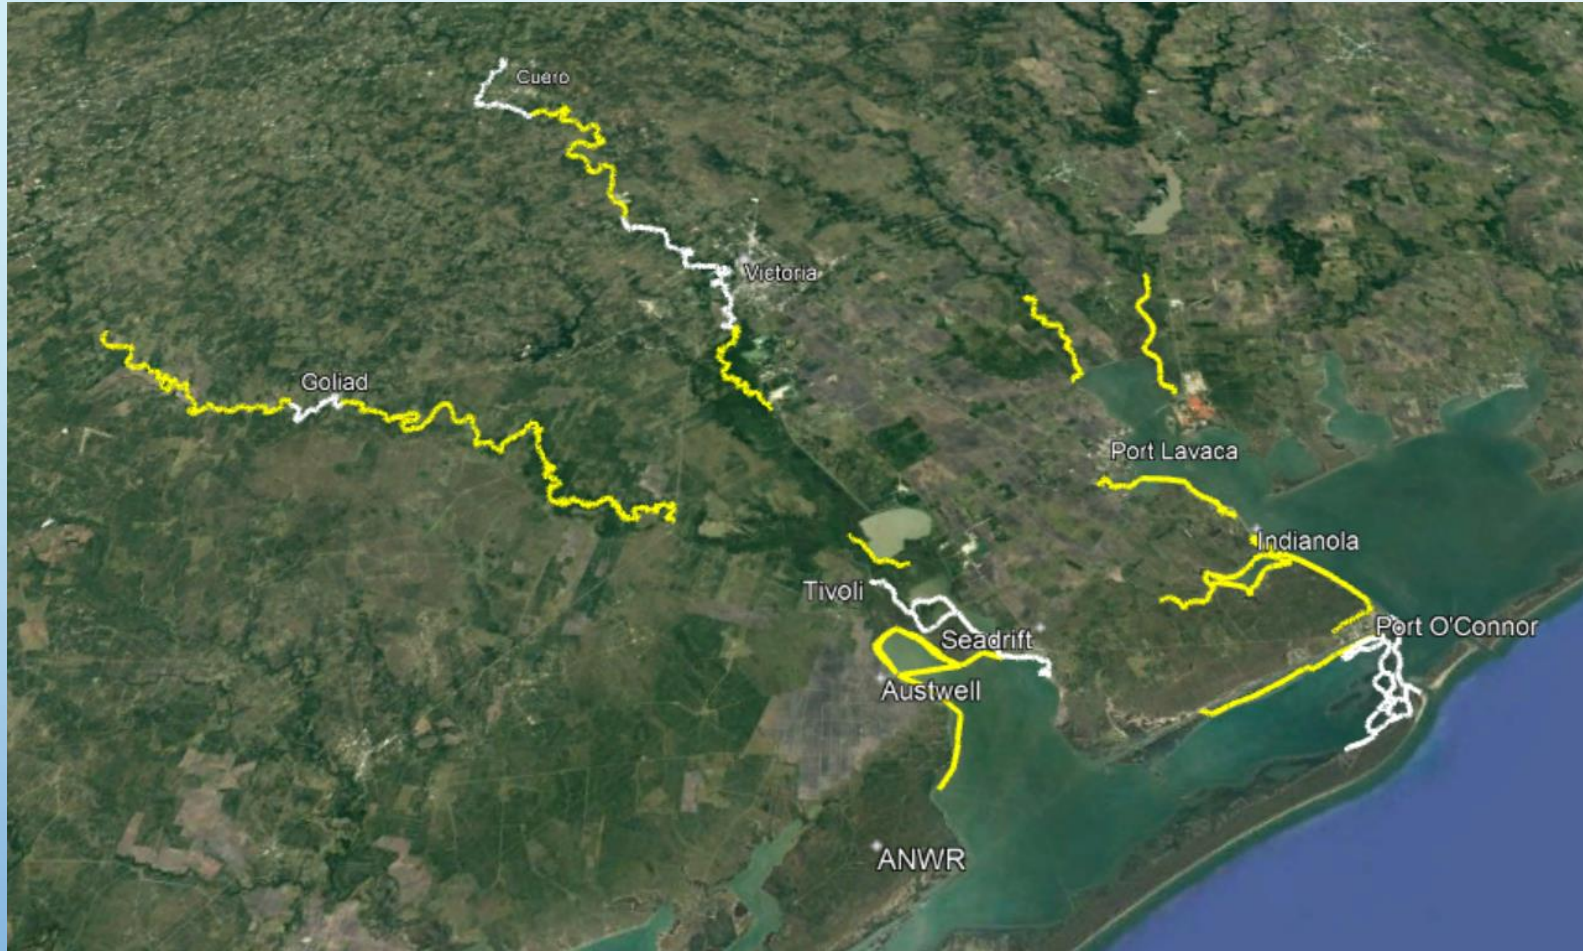 Cuero
Victoria
Goliad
Port Lavaca
Indianola
Tivoli
Port O'Connor
Seadrift
Austwell
ANWR